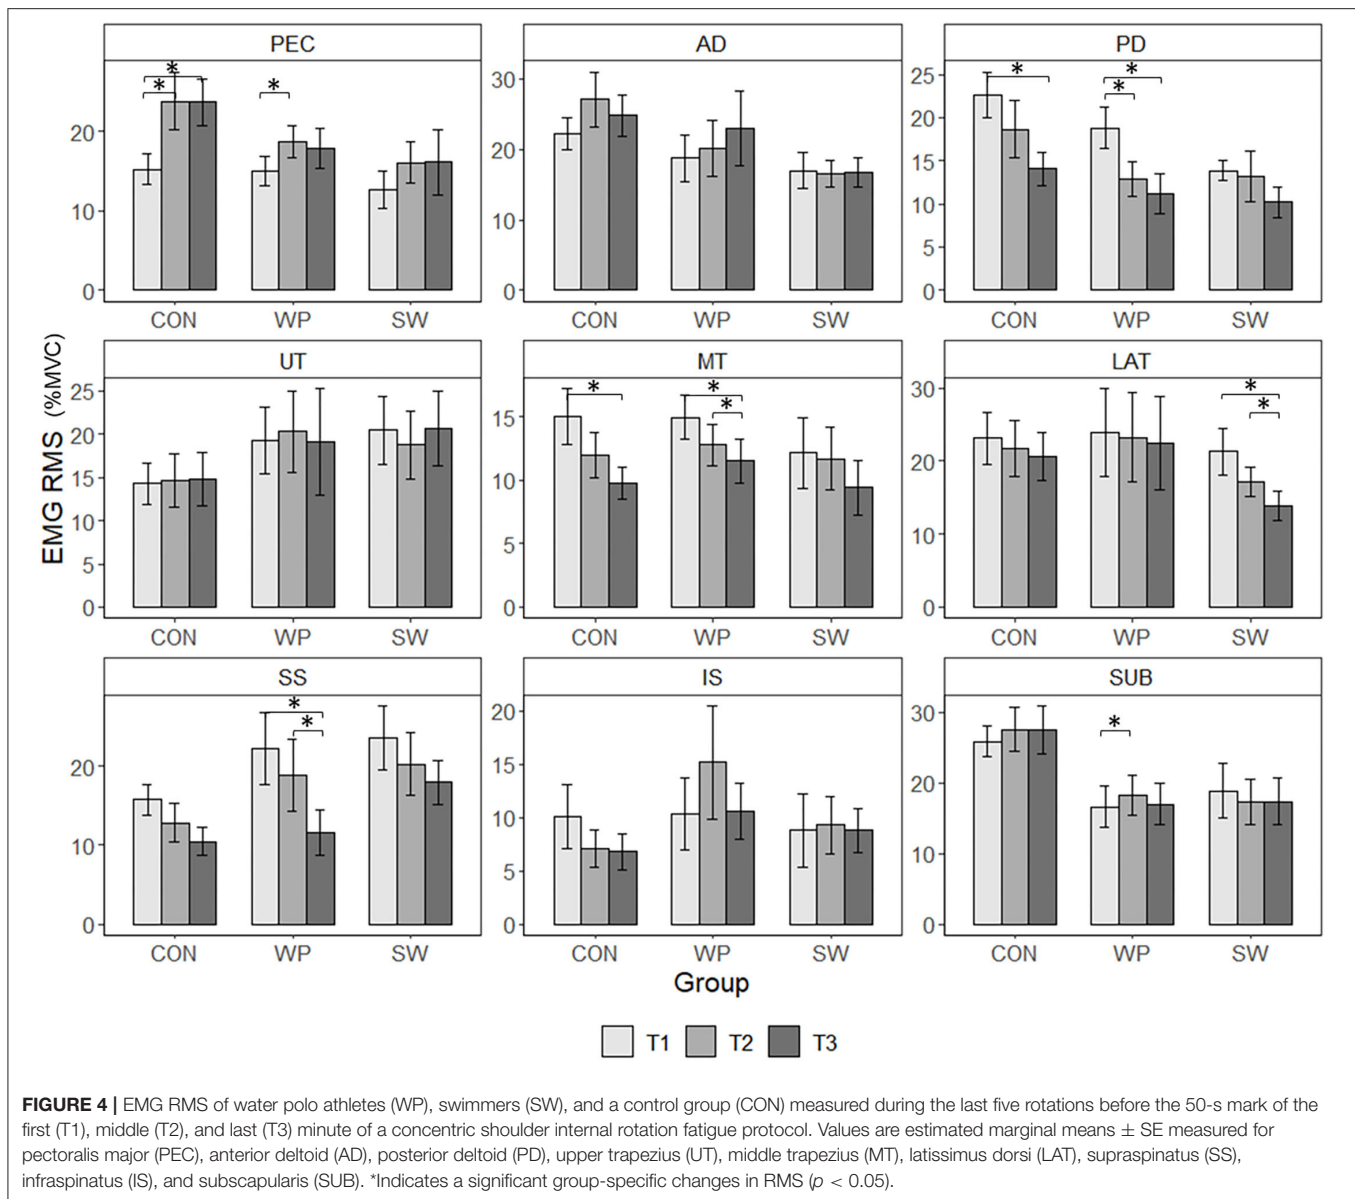 PEC
AD
PD
* * *
20
10
0
CON WP SW
30
20
10
0
CON WP SW
* * *
25
20
15
10
5
0
CON WP SW
UT
MT
LAT
25
20
15
10
5
0
CON WP SW
* * *
15
10
5
0
CON WP SW
* *
30
20
10
0
CON WP SW
EMG RMS (%MVC)
SS
IS
SUB
* *
20
10
0
CON WP SW
20
15
10
5
0
CON WP SW
*
30
20
10
0
CON WP SW
Group
T1 T2 T3
FIGURE 4 | EMG RMS of water polo athletes (WP), swimmers (SW), and a control group (CON) measured during the last five rotations before the 50-s mark of the
first (T1), middle (T2), and last (T3) minute of a concentric shoulder internal rotation fatigue protocol. Values are estimated marginal means ± SE measured for
pectoralis major (PEC), anterior deltoid (AD), posterior deltoid (PD), upper trapezius (UT), middle trapezius (MT), latissimus dorsi (LAT), supraspinatus (SS),
infraspinatus (IS), and subscapularis (SUB). *Indicates a significant group-specific changes in RMS (p < 0.05).